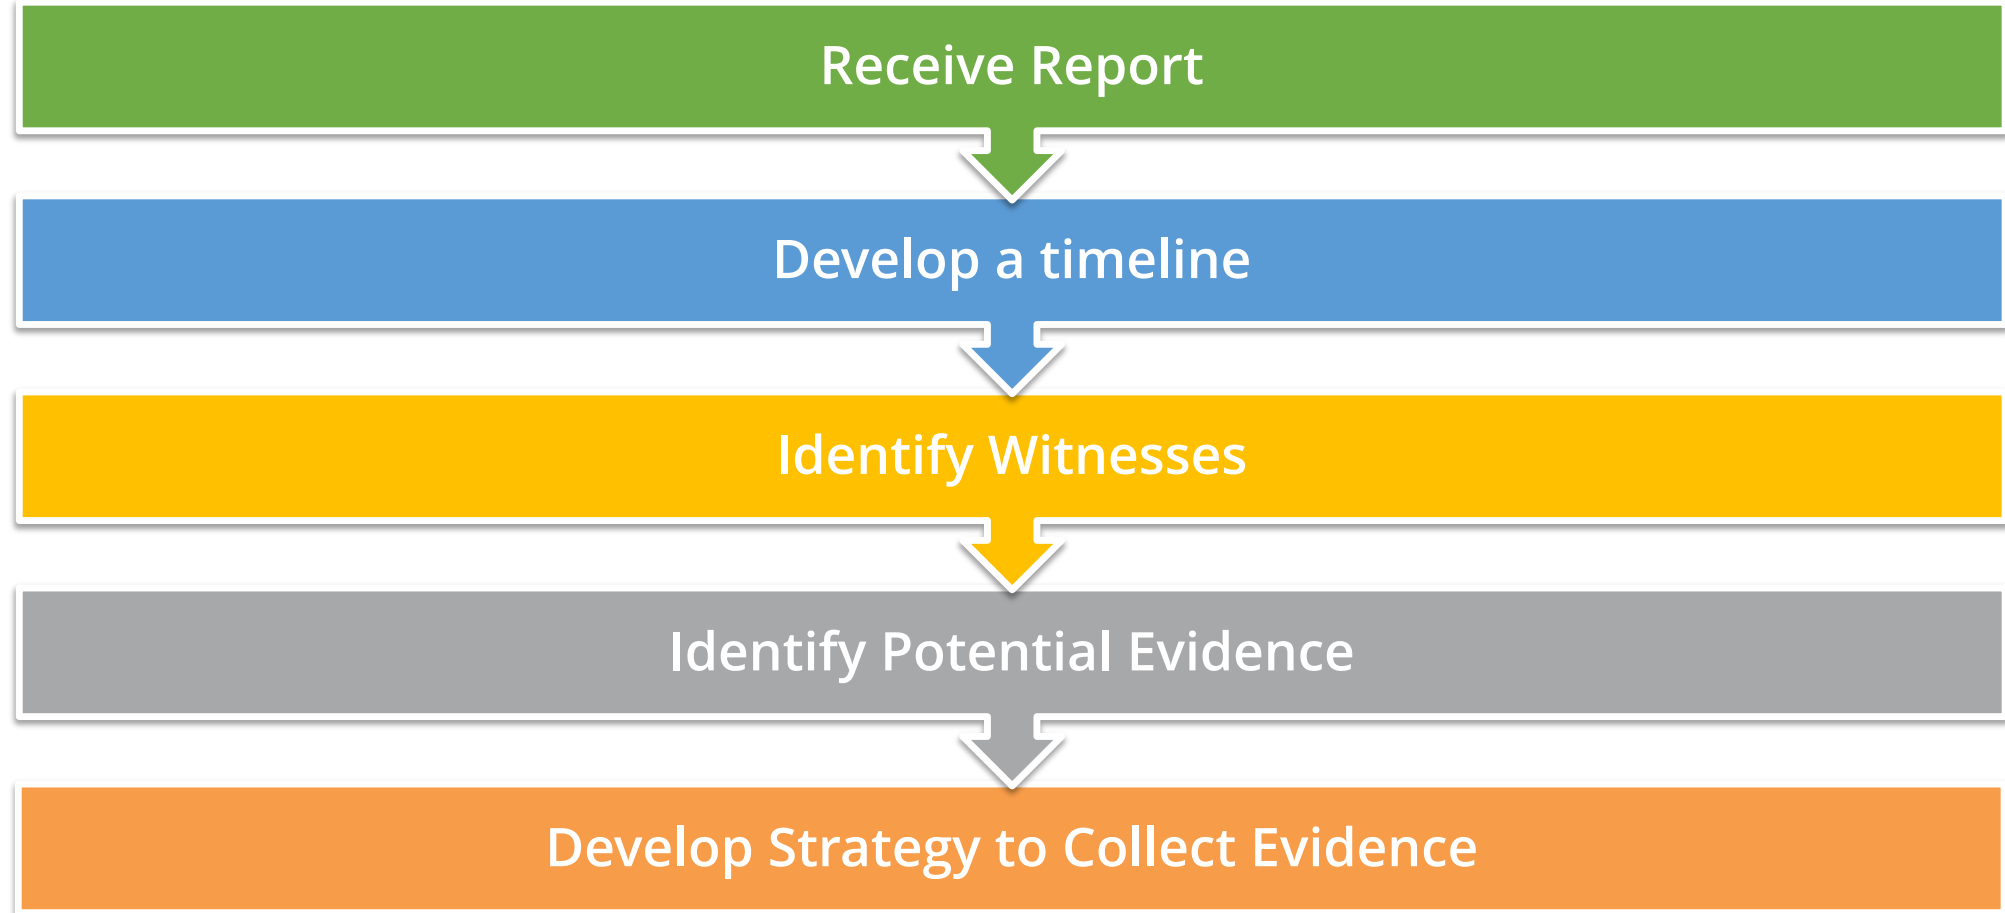 Receive Report
Develop a timeline
Identify Witnesses
Identify Potential Evidence
Develop Strategy to Collect Evidence